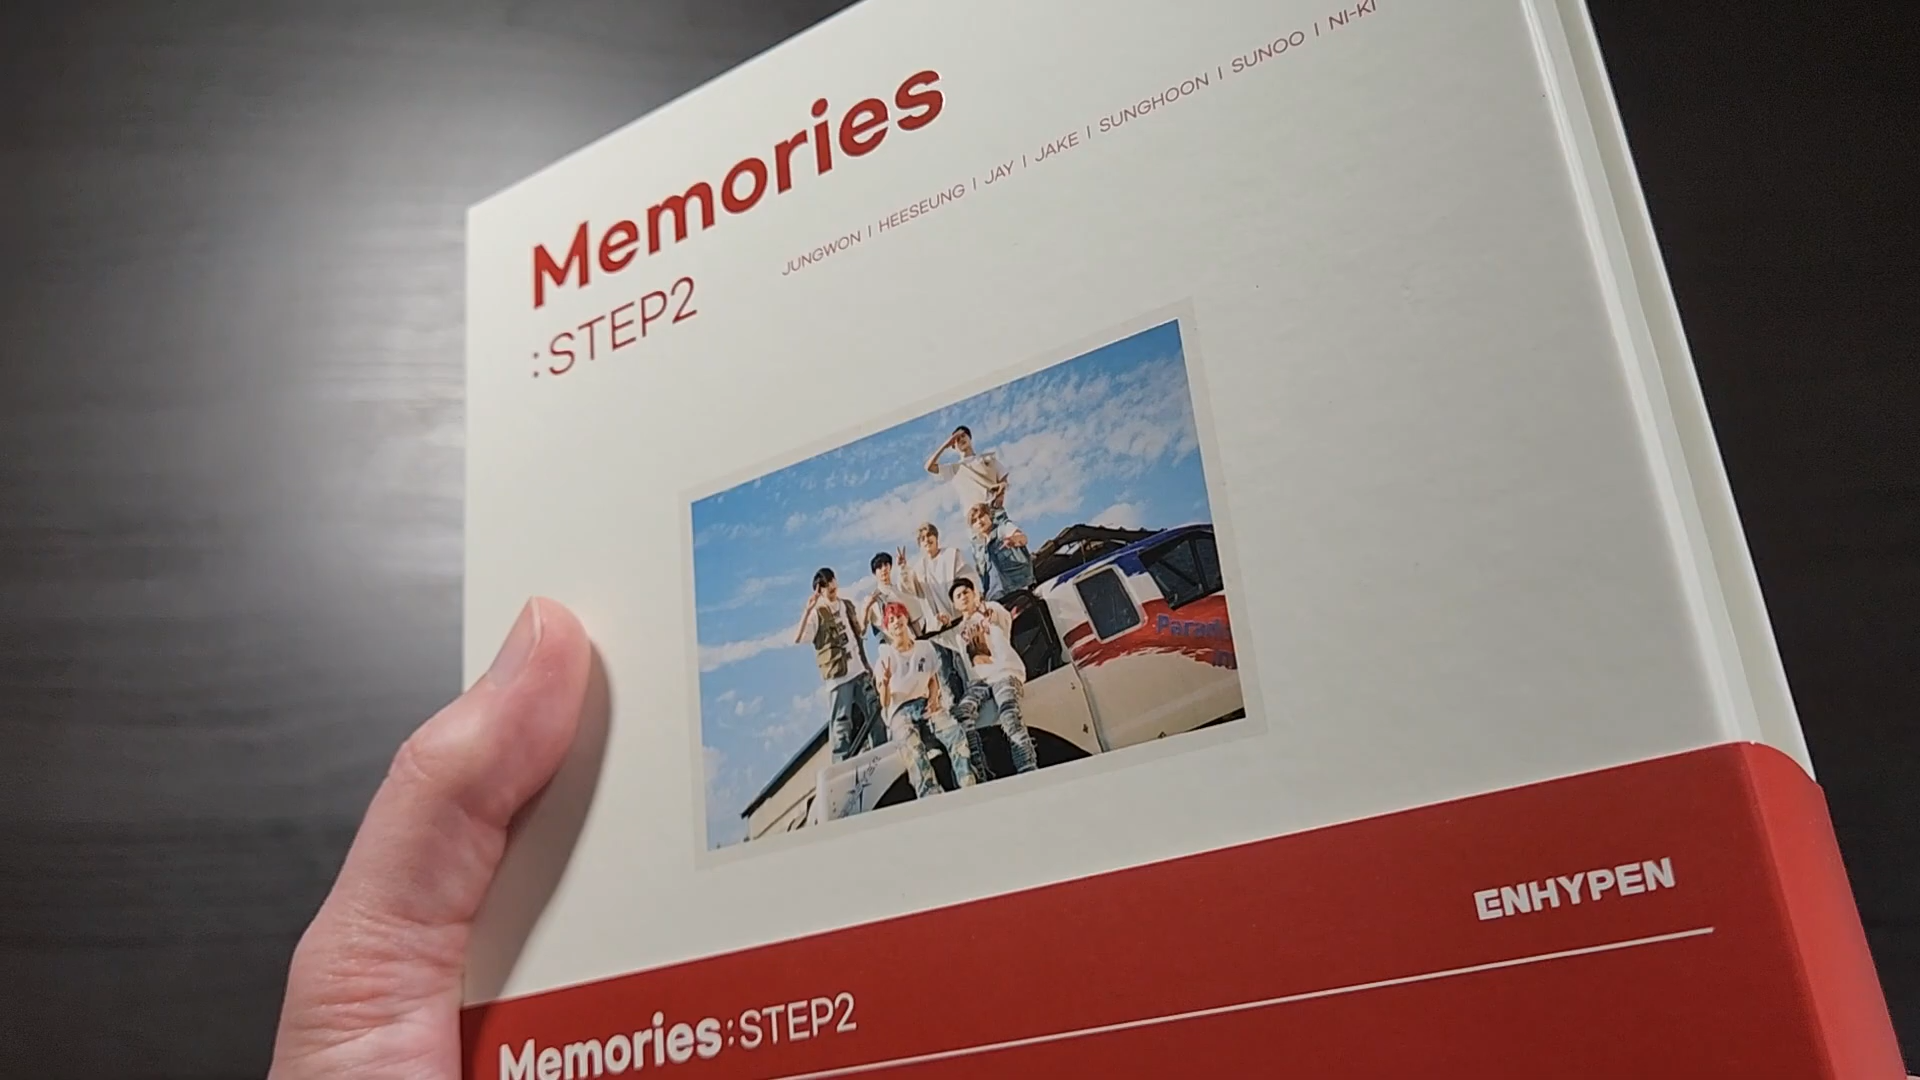 Memories
:STEP2
JUNGWON I HEESEUNG I JAY I JAKE I SUNGHOON I SUNOO I NI-KI
ENHYPEN
Memories:STEP2